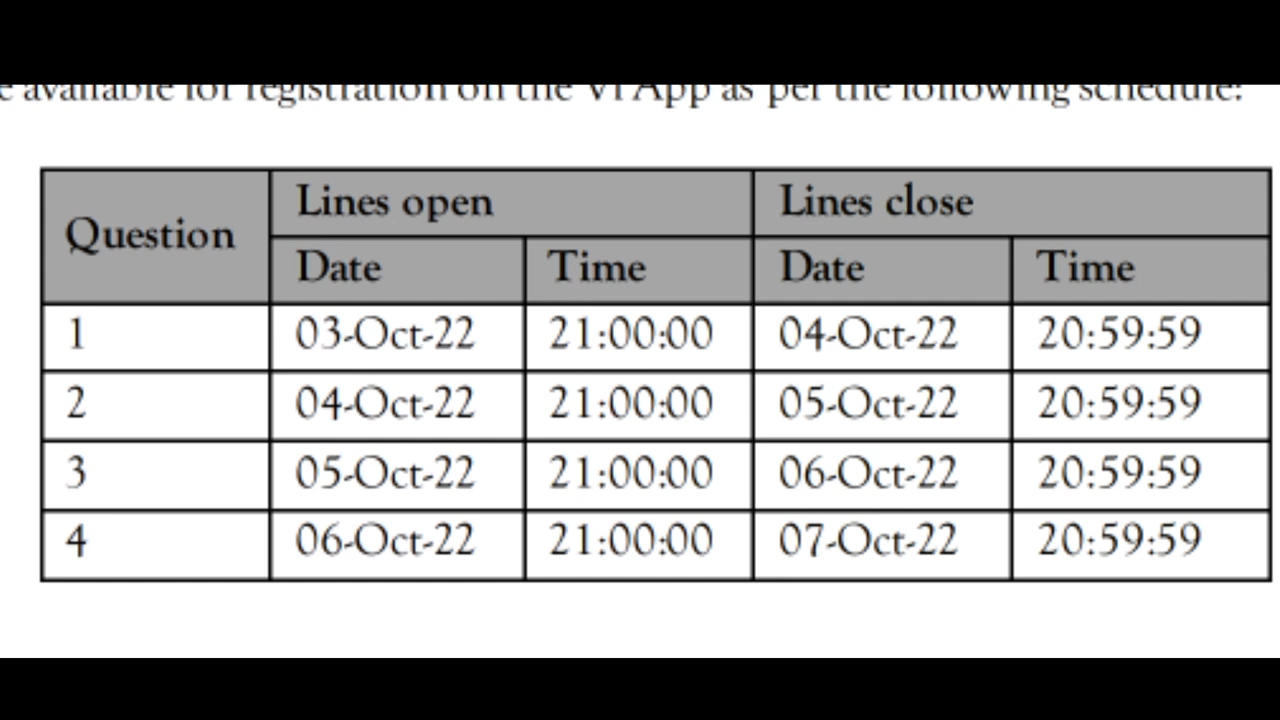 e available for registration on the Vi App as per the following schedule:
Question Lines open Lines close
Date Time Date Time
1 03-Oct-22 21:00:00 04-Oct-22 20:59:59
2 04-Oct-22 21:00:00 05-Oct-22 20:59:59
3 05-Oct-22 21:00:00 06-Oct-22 20:59:59
4 06-Oct-22 21:00:00 07-Oct-22 20:59:59